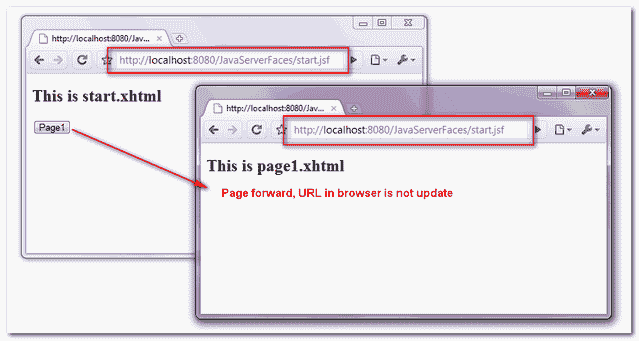 http://localhost:8080/Jav...
http://localhost:8080/JavaServerFaces/start.jsf
This is start.xhtml
Page1
http://localhost:8080/Jav...
http://localhost:8080/JavaServerFaces/start.jsf
This is page1.xhtml
Page forward, URL in browser is not update